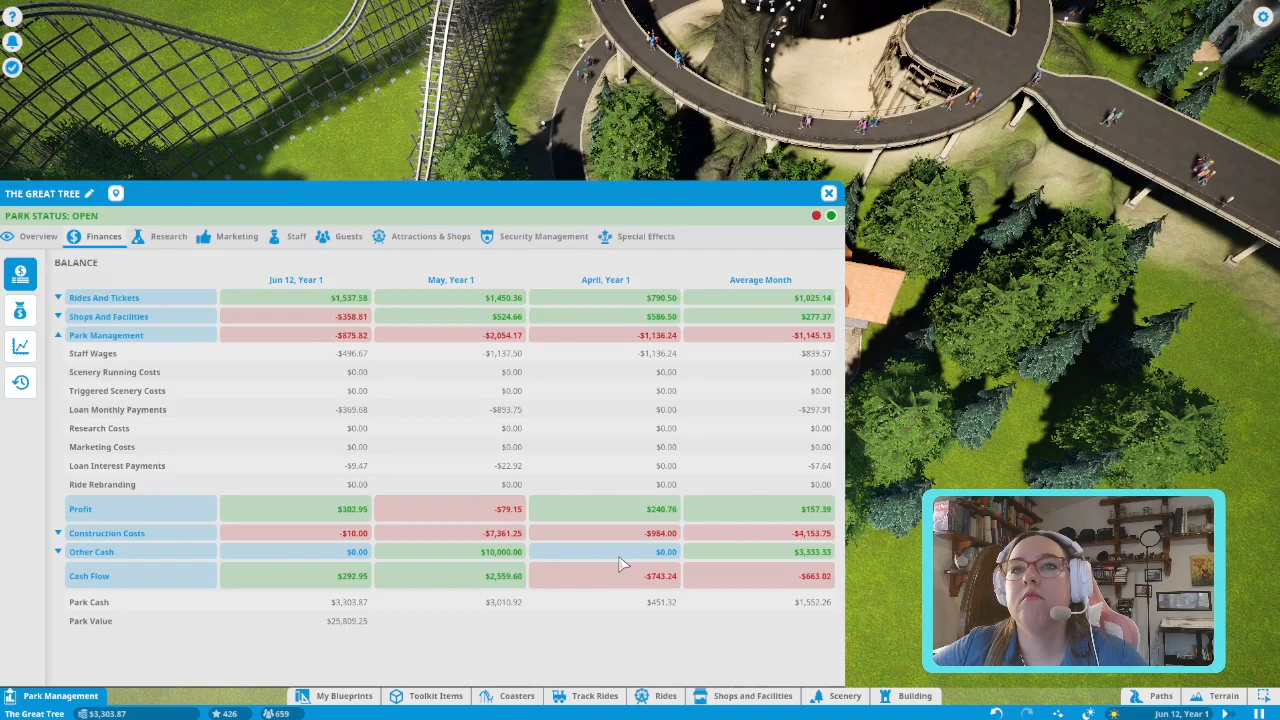 THE GREAT TREE
PARK STATUS: OPEN
Overview Finances Research Marketing Staff Guests Attractions & Shops Security Management Special Effects
BALANCE
Jun 12, Year 1 May, Year 1 April, Year 1 Average Month
Rides And Tickets $1,537.58 $1,450.36 $790.50 $1,025.14
Shops And Facilities -$358.81 $524.66 $586.50 $277.37
Park Management -$875.82 -$2,054.17 -$1,136.24 -$1,145.13
Staff Wages -$496.67 -$1,137.50 -$1,136.24 -$839.57
Scenery Running Costs $0.00 $0.00 $0.00 $0.00
Triggered Scenery Costs $0.00 $0.00 $0.00 $0.00
Loan Monthly Payments -$369.68 -$893.75 $0.00 -$297.91
Research Costs $0.00 $0.00 $0.00 $0.00
Marketing Costs $0.00 $0.00 $0.00 $0.00
Loan Interest Payments -$9.47 -$22.92 $0.00 -$7.64
Ride Rebranding $0.00 $0.00 $0.00 $0.00
Profit $302.95 -$79.15 $240.76 $157.39
Construction Costs -$10.00 -$7,361.25 -$984.00 -$4,153.75
Other Cash $0.00 $10,000.00 $0.00 $3,333.33
Cash Flow $292.95 $2,559.60 -$743.24 -$663.02
Park Cash $3,303.87 $3,010.92 $451.32 $1,552.26
Park Value $25,809.25
Park Management My Blueprints Toolkit Items Coasters Track Rides Rides Shops and Facilities Scenery Building Paths Terrain
The Great Tree $3,303.87 426 659 Jun 12, Year 1